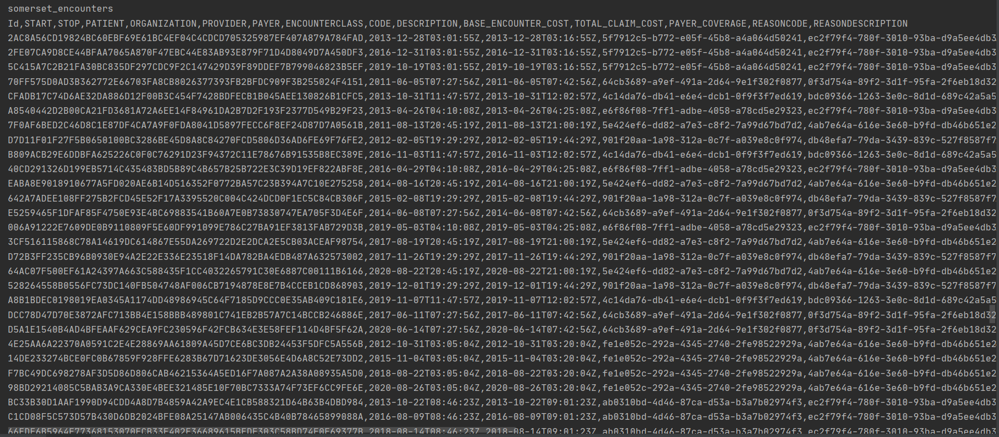 somerset_encounters
Id,START,STOP,PATIENT,ORGANIZATION,PROVIDER,PAYER,ENCOUNTERCLASS,CODE,DESCRIPTION,BASE_ENCOUNTER_COST,TOTAL_CLAIM_COST,PAYER_COVERAGE,REASONCODE,REASONDESCRIPTION
2AC8A56CD19824BC60EBF69E61BC4EF04C4CDCD705325987EF407A879A784FAD,2013-12-28T03:01:55Z,2013-12-28T03:16:55Z,5f7912c5-b772-e05f-45b8-a4a064d50241,ec2f79f4-780f-3010-93ba-d9a5ee4db3
2FE07CA9D8CE44BFAA7065A870F47EBC44E83AB93E879F71D4D8049D7A450DF3,2016-12-31T03:01:55Z,2016-12-31T03:16:55Z,5f7912c5-b772-e05f-45b8-a4a064d50241,ec2f79f4-780f-3010-93ba-d9a5ee4db3
5C415A7C2B21FA30BC835DF297CDC9F2C147429D39F89DDEF7B799046823B5EF,2019-10-19T03:01:55Z,2019-10-19T03:16:55Z,5f7912c5-b772-e05f-45b8-a4a064d50241,ec2f79f4-780f-3010-93ba-d9a5ee4db3
70FF575D0AD3B362772E66703FA8CB8026377393FB2BFDC909F3B255024F4151,2011-06-05T07:27:56Z,2011-06-05T07:42:56Z,64cb3689-a9ef-491a-2d64-9e1f302f0877,0f3d754a-89f2-3d1f-95fa-2f6eb18d32
CFADB17C74D6AE32DA886D12F00B3C454F7428BDFECB1B045AEE130826B1CFC5,2013-10-31T11:47:57Z,2013-10-31T12:02:57Z,4c14da76-db41-e6e4-dcb1-0f9f3f7ed619,bdc09366-1263-3e0c-8d1d-689c42a5a5
A8540442D2B00CA21FD3681A72A6EE14F84961DA2B7D2F193F2377D549B29F23,2013-04-26T04:10:08Z,2013-04-26T04:25:08Z,e6f86f08-7ff1-adbe-4058-a78cd5e29323,ec2f79f4-780f-3010-93ba-d9a5ee4db3
7F0AF6BED2C46D8C1E87DF4CA7A9F0FDA8041D5897FECC6F8EF24D87D7A0561B,2011-08-13T20:45:19Z,2011-08-13T21:00:19Z,5e424ef6-dd82-a7e3-c8f2-7a99d67bd7d2,4ab7e64a-616e-3e60-b9fd-db46b651e2
D7D11F01F27F5B0650100BC3286BE45D8A8C84270FCD5806D36AD6FE69F76FE2,2012-02-05T19:29:29Z,2012-02-05T19:44:29Z,901f20aa-1a98-312a-0c7f-a039e8c0f974,db48efa7-79da-3439-839c-527f8587f7
B809ACB29E6DDBFA625226C0F0C76291D23F94372C11E78676B91535B8EC389E,2016-11-03T11:47:57Z,2016-11-03T12:02:57Z,4c14da76-db41-e6e4-dcb1-0f9f3f7ed619,bdc09366-1263-3e0c-8d1d-689c42a5a5
40CD291326D199EB5714C435483BD5B89C4B657B25B722E3C39D19EF822ABF8E,2016-04-29T04:10:08Z,2016-04-29T04:25:08Z,e6f86f08-7ff1-adbe-4058-a78cd5e29323,ec2f79f4-780f-3010-93ba-d9a5ee4db3
EABA8E9018910677A5FD020AE6B14D516352F0772BA57C23B394A7C10E275258,2014-08-16T20:45:19Z,2014-08-16T21:00:19Z,5e424ef6-dd82-a7e3-c8f2-7a99d67bd7d2,4ab7e64a-616e-3e60-b9fd-db46b651e2
642A7ADEE108FF275B2FCD45E52F17A3395520C004C424DCD0F1EC5C84CB306F,2015-02-08T19:29:29Z,2015-02-08T19:44:29Z,901f20aa-1a98-312a-0c7f-a039e8c0f974,db48efa7-79da-3439-839c-527f8587f7
E5259465F1DFAF85F4750E93E4BC69883541B60A7E0B73830747EA705F3D4E6F,2014-06-08T07:27:56Z,2014-06-08T07:42:56Z,64cb3689-a9ef-491a-2d64-9e1f302f0877,0f3d754a-89f2-3d1f-95fa-2f6eb18d32
006A91222E7609DE0B9110809F5E60DF991099E786C27BA91EF3813FAB729D3B,2019-05-03T04:10:08Z,2019-05-03T04:25:08Z,e6f86f08-7ff1-adbe-4058-a78cd5e29323,ec2f79f4-780f-3010-93ba-d9a5ee4db3
3CF516115868C78A14619DC614867E55DA269722D2E2DCA2E5CB03ACEAF98754,2017-08-19T20:45:19Z,2017-08-19T21:00:19Z,5e424ef6-dd82-a7e3-c8f2-7a99d67bd7d2,4ab7e64a-616e-3e60-b9fd-db46b651e2
D72B3FF235CB96B0930E94A2E22E336E23518F14DA782BA4EDB487A632573002,2017-11-26T19:29:29Z,2017-11-26T19:44:29Z,901f20aa-1a98-312a-0c7f-a039e8c0f974,db48efa7-79da-3439-839c-527f8587f7
64AC07F500EF61A24397A663C588435F1CC4032265791C30E6887C00111B6166,2020-08-22T20:45:19Z,2020-08-22T21:00:19Z,5e424ef6-dd82-a7e3-c8f2-7a99d67bd7d2,4ab7e64a-616e-3e60-b9fd-db46b651e2
528264558B0556FC73DC140FB504748AF006CB7194878E8E7B4CCEB1CD868903,2019-12-01T19:29:29Z,2019-12-01T19:44:29Z,901f20aa-1a98-312a-0c7f-a039e8c0f974,db48efa7-79da-3439-839c-527f8587f7
A8B1BDEC0198019EA0345A1174DD48986945C64F7185D9CCC0E35AB409C181E6,2019-11-07T11:47:57Z,2019-11-07T12:02:57Z,4c14da76-db41-e6e4-dcb1-0f9f3f7ed619,bdc09366-1263-3e0c-8d1d-689c42a5a5
DCC78D47D70E3872AFC713BB4E158BBB489801C741EB2B57A7C14BCCB246886E,2017-06-11T07:27:56Z,2017-06-11T07:42:56Z,64cb3689-a9ef-491a-2d64-9e1f302f0877,0f3d754a-89f2-3d1f-95fa-2f6eb18d32
D5A1E1540B4AD4BFEAAF629CEA9FC230596F42FCB634E3E58FEF114D4BF5F62A,2020-06-14T07:27:56Z,2020-06-14T07:42:56Z,64cb3689-a9ef-491a-2d64-9e1f302f0877,0f3d754a-89f2-3d1f-95fa-2f6eb18d32
4E25AA6A22370A0591C2E4E28869AA61809A45D7CE6BC3DB24453F5DFC5A556B,2012-10-31T03:05:04Z,2012-10-31T03:20:04Z,fe1e052c-292a-4345-2740-2fe98522929a,4ab7e64a-616e-3e60-b9fd-db46b651e2
14DE233274BCE0FC0B67859F928FFE6283B67D71623DE3056E4D6A8C52E73DD2,2015-11-04T03:05:04Z,2015-11-04T03:20:04Z,fe1e052c-292a-4345-2740-2fe98522929a,4ab7e64a-616e-3e60-b9fd-db46b651e2
F7BC49DC698278AF3D5D86D806CAB46215364A5ED16F7A087A2A38A08935A5D0,2018-08-22T03:05:04Z,2018-08-22T03:20:04Z,fe1e052c-292a-4345-2740-2fe98522929a,4ab7e64a-616e-3e60-b9fd-db46b651e2
98BD29214085C5BAB3A9CA330E4BEE321485E10F70BC7333A74F73EF6CC9FE6E,2020-08-26T03:05:04Z,2020-08-26T03:20:04Z,fe1e052c-292a-4345-2740-2fe98522929a,4ab7e64a-616e-3e60-b9fd-db46b651e2
BC33B30D1AAF1990D94CDD4A8D7B4859A42A9EC4E1CB588321D64B63B4DBD984,2013-10-22T08:46:23Z,2013-10-22T09:01:23Z,ab0310bd-4d46-87ca-d53a-b3a7b02974f3,ec2f79f4-780f-3010-93ba-d9a5ee4db3
C1CD08F5C573D57B430D6DB2024BFE08A25147AB006435C4B40B78465899088A,2016-08-09T08:46:23Z,2016-08-09T09:01:23Z,ab0310bd-4d46-87ca-d53a-b3a7b02974f3,ec2f79f4-780f-3010-93ba-d9a5ee4db3
2018-08-14T08:46:23Z,2018-08-14T09:01:23Z,ab0310bd-4d46-87ca-d53a-b3a7b02974f3,ec2f79f4-780f-3010-93ba-d9a5ee4db3